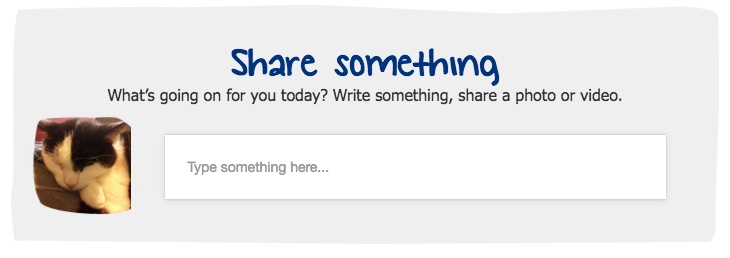 Share something
What's going on for you today? Write something, share a photo or video.
Type something here...